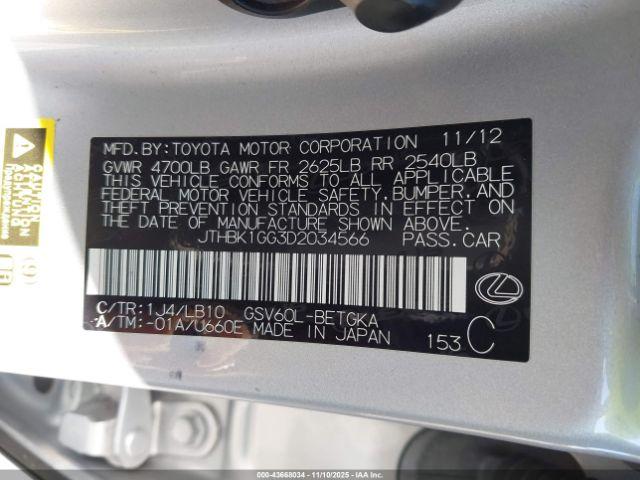 MFD.BY:TOYOTA MOTOR CORPORATION 11/12
GVWR 4700LB GAWR FR 2625LB RR 2540LB
THIS VEHICLE CONFORMS TO ALL APPLICABLE
FEDERAL MOTOR VEHICLE SAFETY, BUMPER, AND
THEFT PREVENTION STANDARDS IN EFFECT ON
THE DATE OF MANUFACTURE SHOWN ABOVE.
JTHBK1GG3D2034566 PASS.CAR
C/TR:1J4/LB10 GSV60L-BETGKA
A/TM:-01A/U660E MADE IN JAPAN
153 C
000-43668034 - 11/10/2025 - IAA Inc.